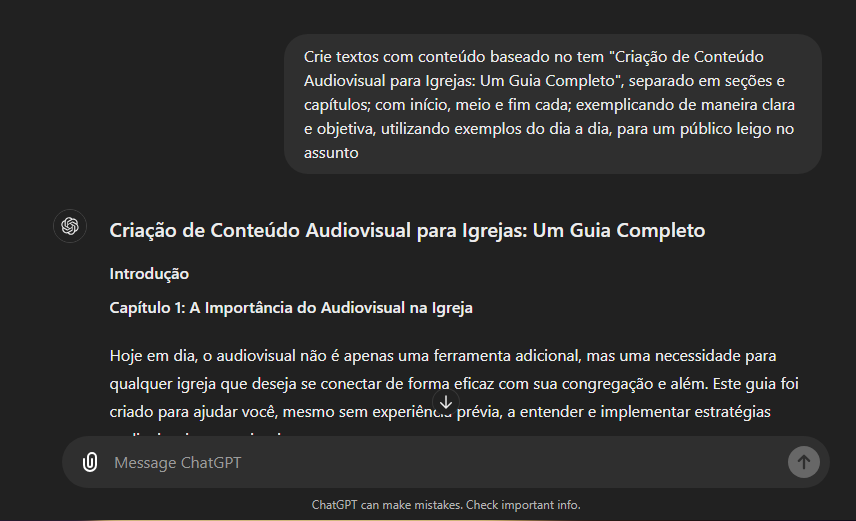 Crie textos com conteúdo baseado no tem "Criação de Conteúdo
Audiovisual para Igrejas: Um Guia Completo", separado em seções e
capítulos; com início, meio e fim cada; exemplicando de maneira clara
e objetiva, utilizando exemplos do dia a dia, para um público leigo no
assunto
Criação de Conteúdo Audiovisual para Igrejas: Um Guia Completo
Introdução
Capítulo 1: A Importância do Audiovisual na Igreja
Hoje em dia, o audiovisual não é apenas uma ferramenta adicional, mas uma necessidade para
qualquer igreja que deseja se conectar de forma eficaz com sua congregação e além. Este guia foi
criado para ajudar você, mesmo sem experiência prévia, a entender e implementar estratégias
Message ChatGPT
ChatGPT can make mistakes. Check important info.